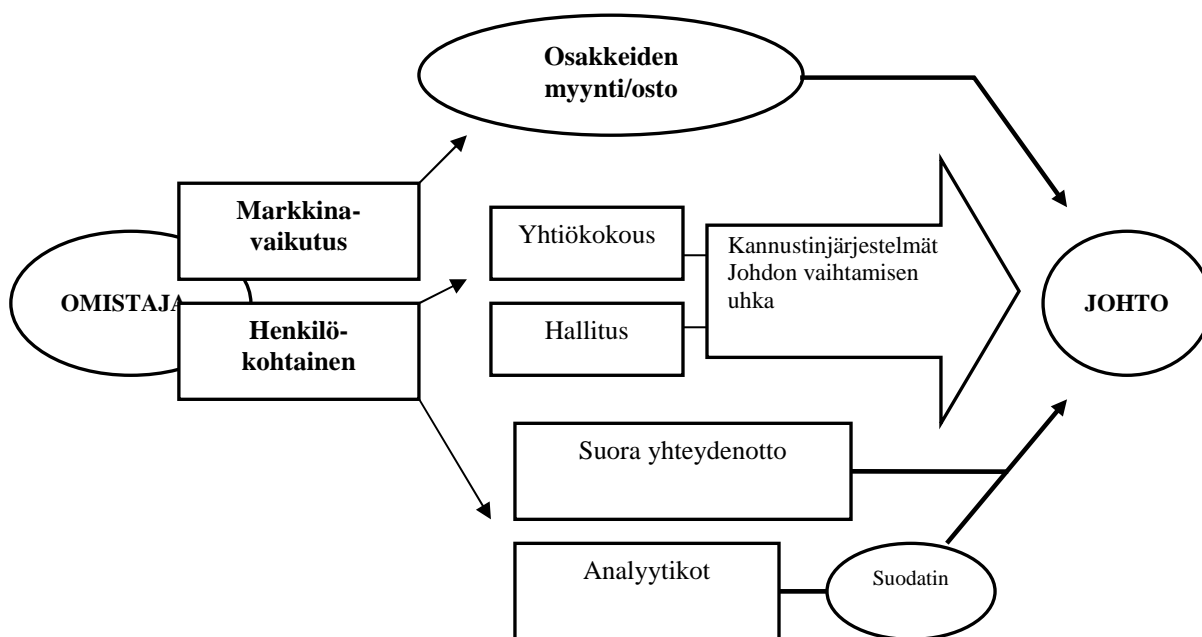 Osakkeiden
myynti/osto
Markkina-
vaikutus
OMISTAJA
Henkilö-
kohtainen
Yhtiökokous
Hallitus
Kannustinjärjestelmät
Johdon vaihtamisen
uhka
JOHTO
Suora yhteydenotto
Analyytikot
Suodatin